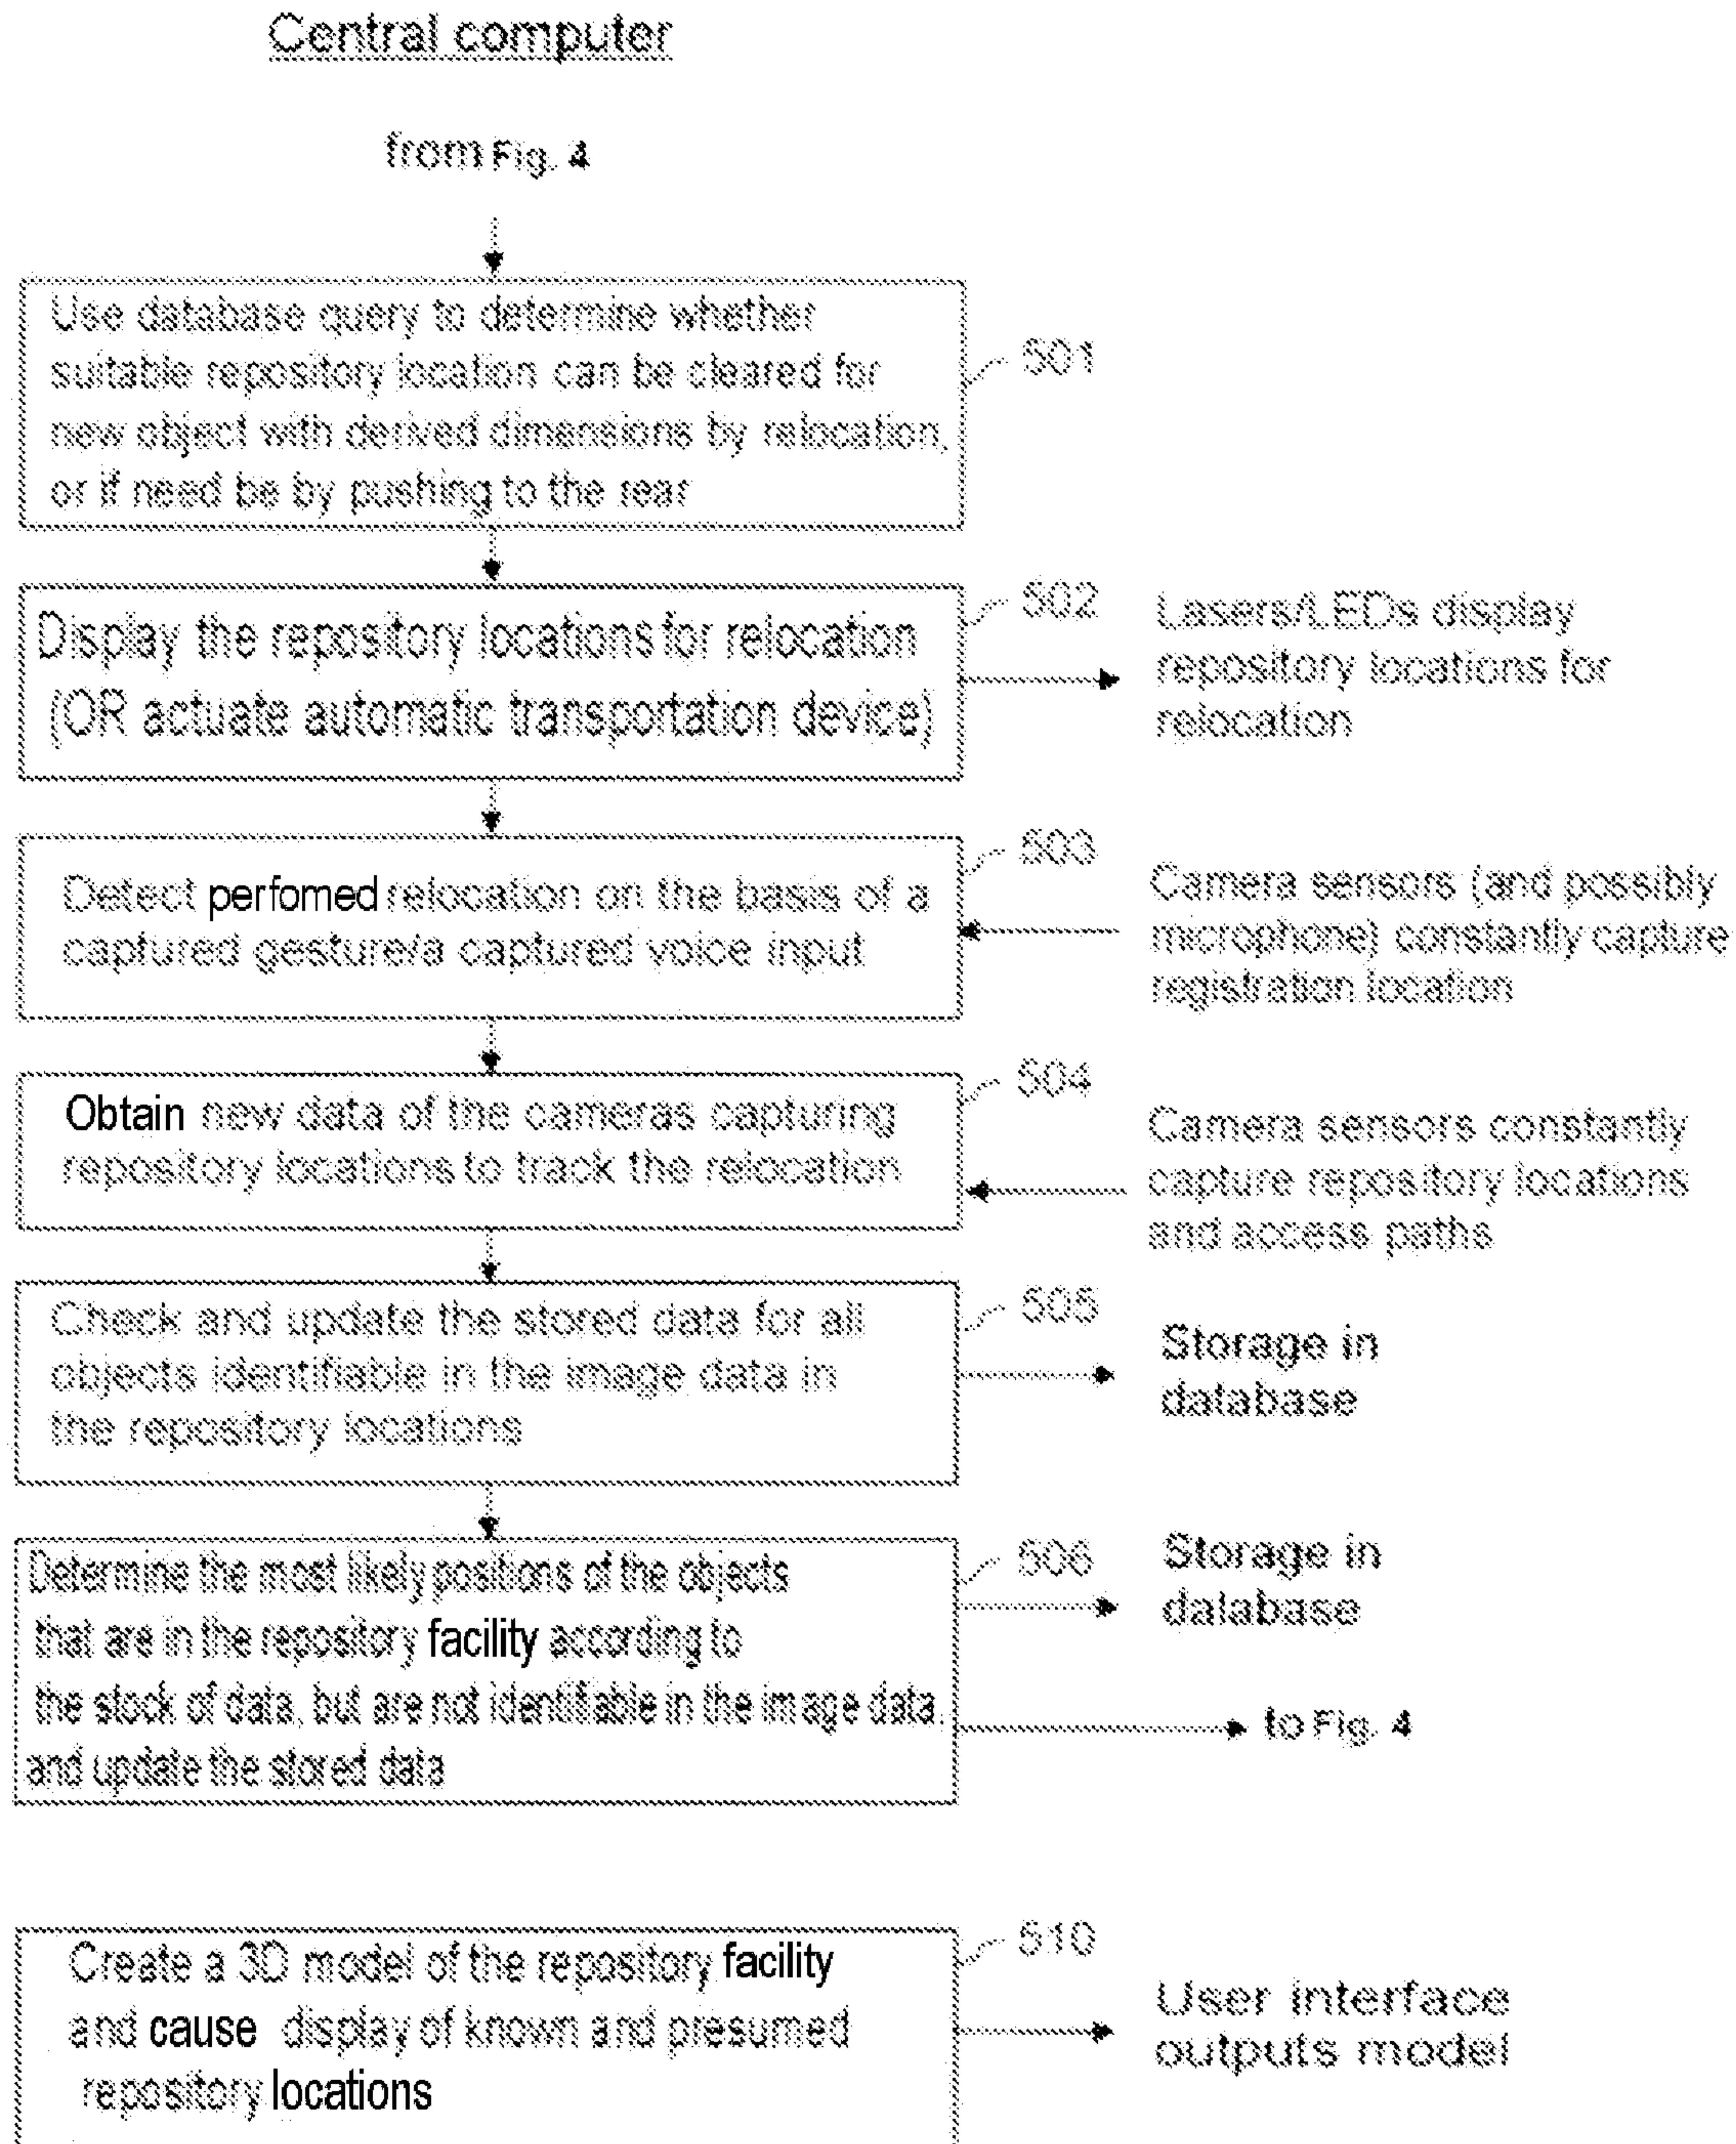 Central computer
from Fig. 4
Use database query to determine whether
suitable repository location can be cleared for
new object with derived dimensions by relocation,
or if need be by pushing to the rear
501
Display the repository locations for relocation
(OR actuate automatic transportation device)
502
Lasers/LEDs display
repository locations for
relocation
Detect perfomed relocation on the basis of a
captured gesture/a captured voice input
503
Camera sensors (and possibly
microphone) constantly capture
registration location
Obtain new data of the cameras capturing
repository locations to track the relocation
504
Camera sensors constantly
capture repository locations
and access paths
Check and update the stored data for all
objects identifiable in the image data in
the repository locations
505
Storage in
database
Determine the most likely positions of the objects
that are in the repository facility according to
the stock of data, but are not identifiable in the image data,
and update the stored data
506
Storage in
database
to Fig. 4
Create a 3D model of the repository facility
and cause display of known and presumed
repository locations
510
User interface
outputs model